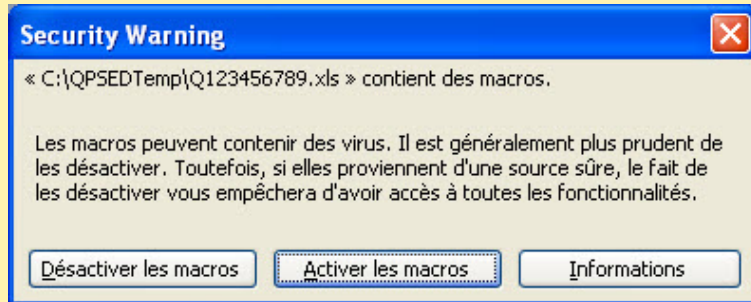 Security Warning
« C:\QPSEDTemp\Q123456789.xls » contient des macros.
Les macros peuvent contenir des virus. Il est généralement plus prudent de
les désactiver. Toutefois, si elles proviennent d'une source sûre, le fait de
les désactiver vous empêchera d'avoir accès à toutes les fonctionnalités.
Désactiver les macros
Activer les macros
Informations